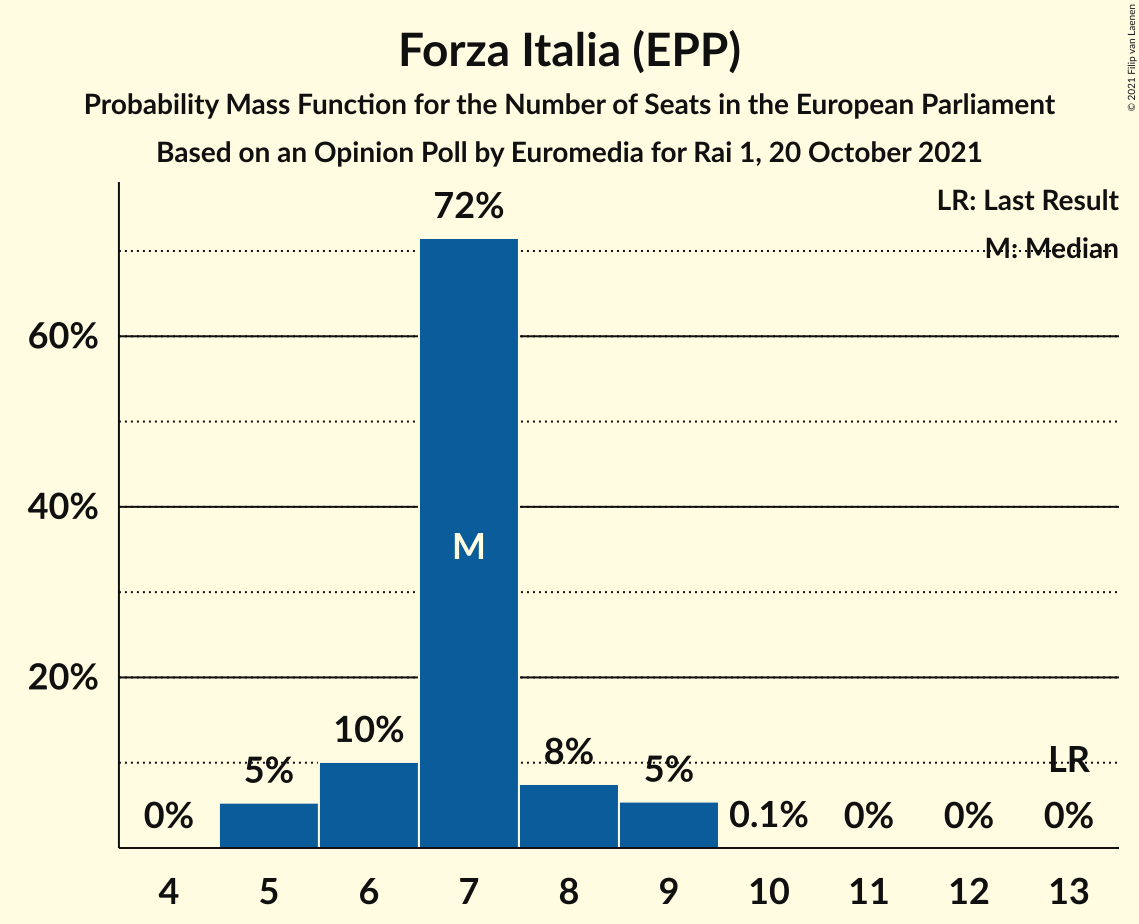 Forza Italia (EPP)
Probability Mass Function for the Number of Seats in the European Parliament
Based on an Opinion Poll by Euromedia for Rai 1, 20 October 2021
© 2021 Filip van Laenen
LR: Last Result
M: Median
60%
40%
20%
0%
5%
10%
72%
M
8%
5%
0.1%
0%
0%
LR
0%
4 5 6 7 8 9 10 11 12 13